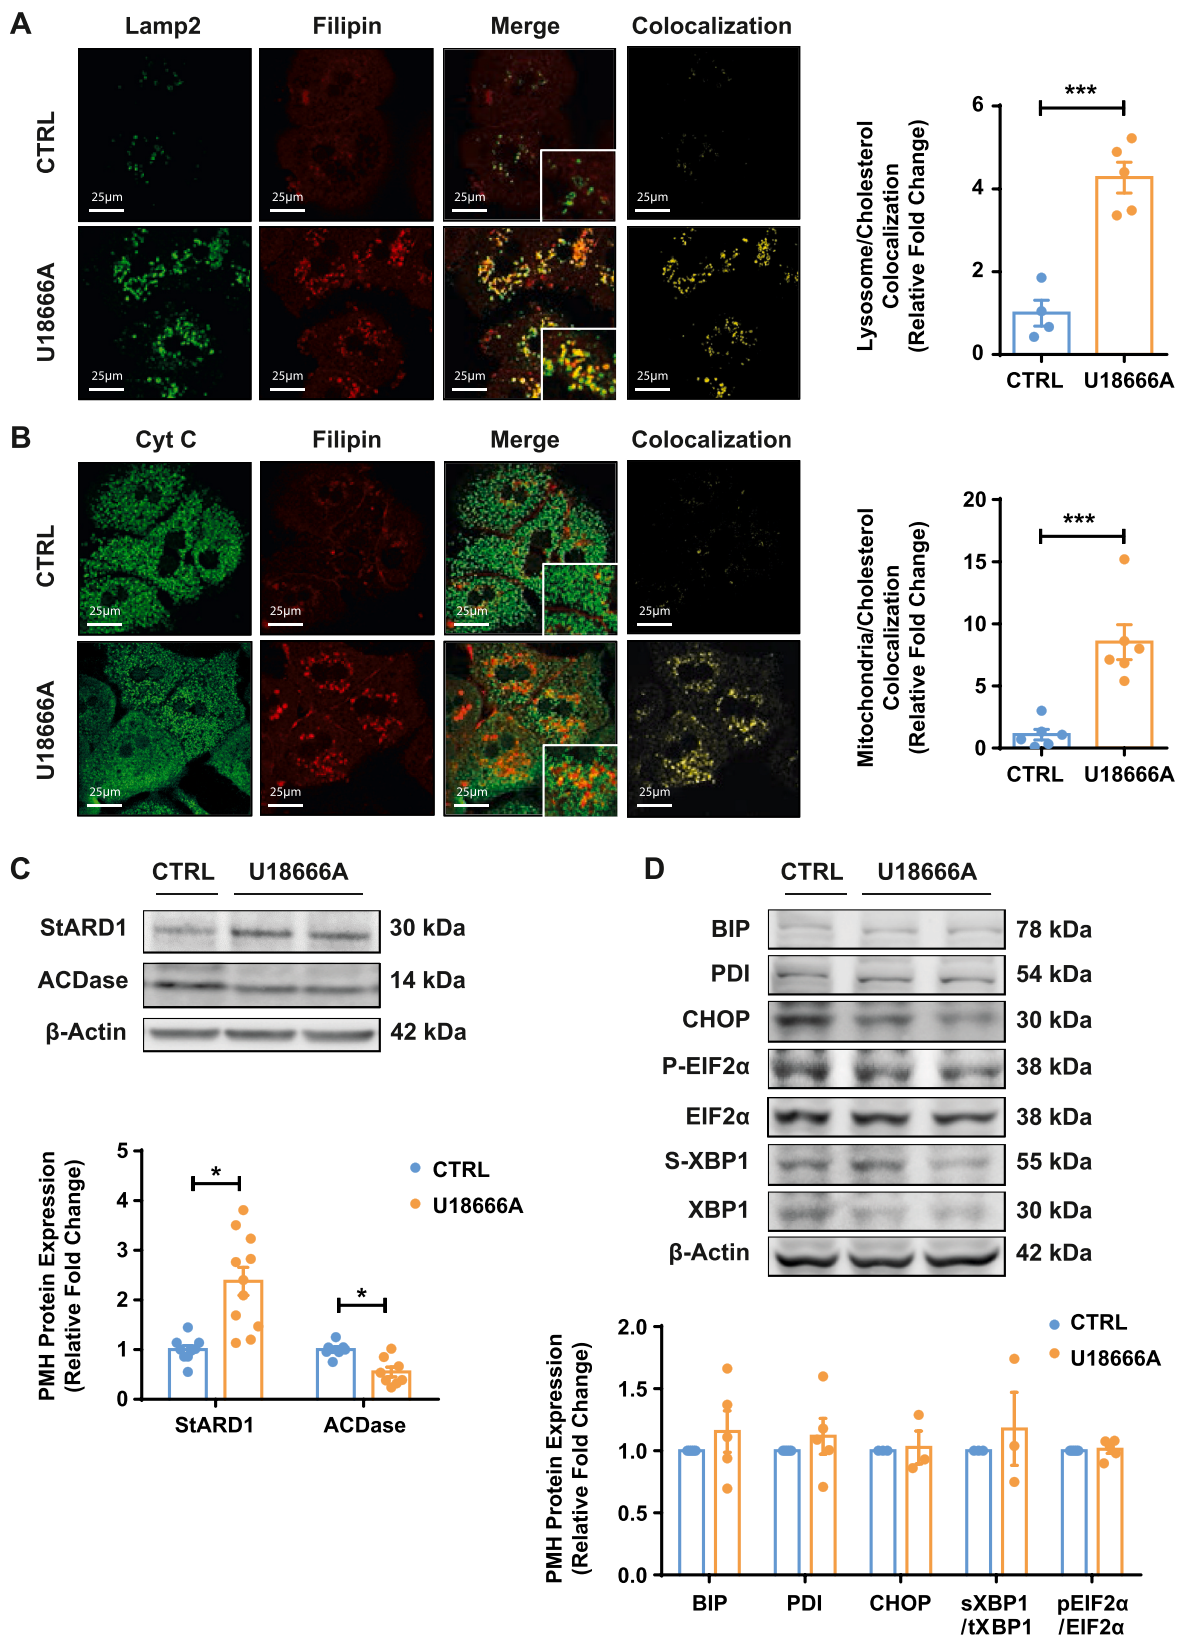 A
Lamp2 Filipin Merge Colocalization
CTRL
25μm 25μm 25μm 25μm
U18666A
25μm 25μm 25μm 25μm
Lysosome/Cholesterol
Colocalization
(Relative Fold Change)
6
4
2
0
***
CTRL U18666A
B
Cyt C Filipin Merge Colocalization
CTRL
25μm 25μm 25μm 25μm
U18666A
25μm 25μm 25μm 25μm
Mitochondria/Cholesterol
Colocalization
(Relative Fold Change)
20
15
10
5
0
***
CTRL U18666A
C
CTRL U18666A
StARD1 30 kDa
ACDase 14 kDa
β-Actin 42 kDa
PMH Protein Expression
(Relative Fold Change)
5
4
3
2
1
0
*
*
CTRL
U18666A
StARD1 ACDase
D
CTRL U18666A
BIP 78 kDa
PDI 54 kDa
CHOP 30 kDa
P-EIF2α 38 kDa
EIF2α 38 kDa
S-XBP1 55 kDa
XBP1 30 kDa
β-Actin 42 kDa
PMH Protein Expression
(Relative Fold Change)
2.0
1.5
1.0
0.5
0.0
CTRL
U18666A
BIP PDI CHOP sXBP1 pEIF2α
/tXBP1 /EIF2α